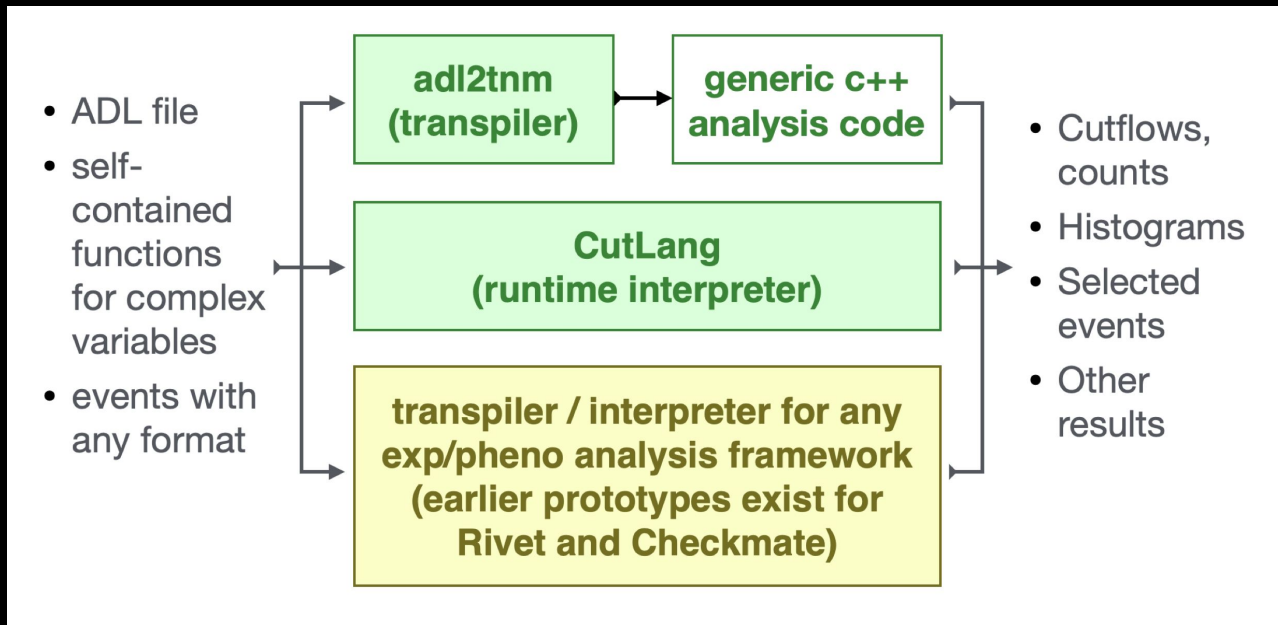 • ADL file
• self-
contained
functions
for complex
variables
• events with
any format
adl2tnm
(transpiler)
generic c++
analysis code
CutLang
(runtime interpreter)
transpiler / interpreter for any
exp/pheno analysis framework
(earlier prototypes exist for
Rivet and Checkmate)
• Cutflows,
counts
• Histograms
• Selected
events
• Other
results